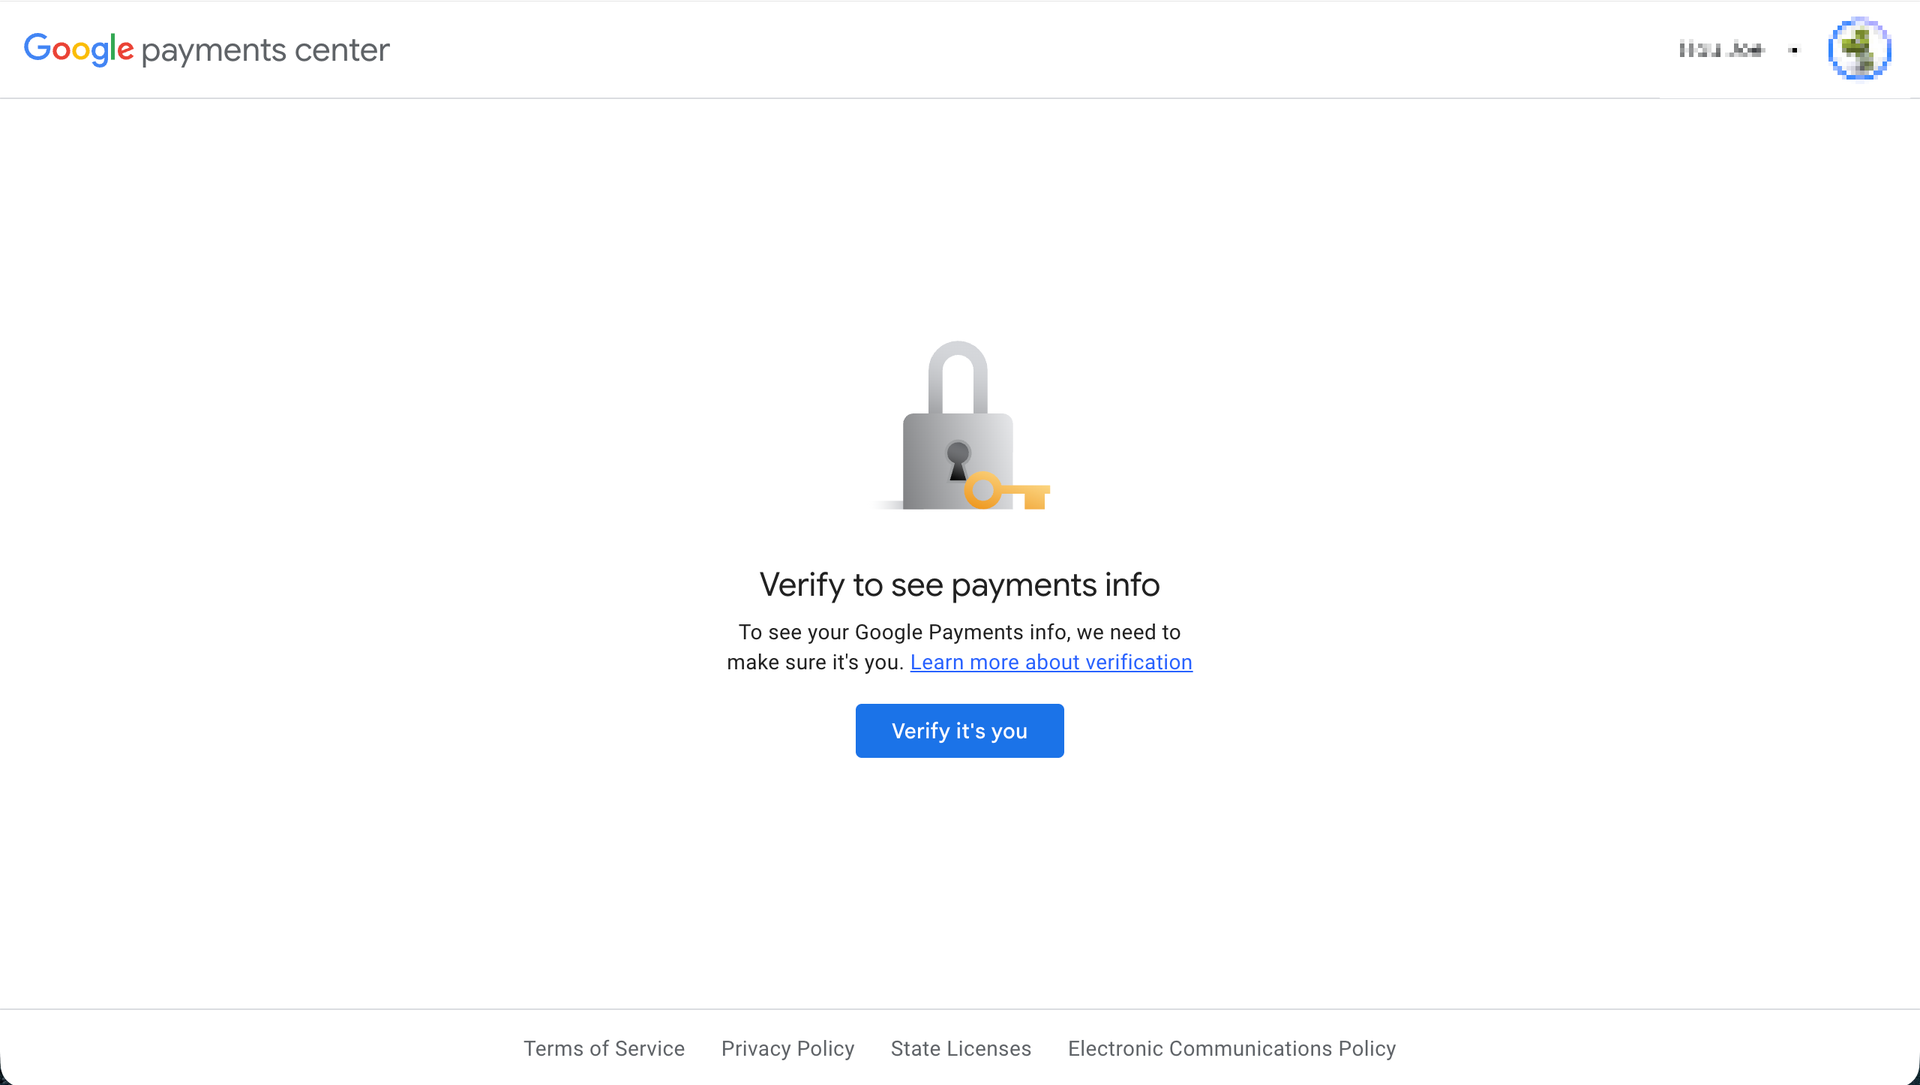 Google payments center
Verify to see payments info
To see your Google Payments info, we need to
make sure it's you. Learn more about verification
Verify it's you
Terms of Service
Privacy Policy
State Licenses
Electronic Communications Policy